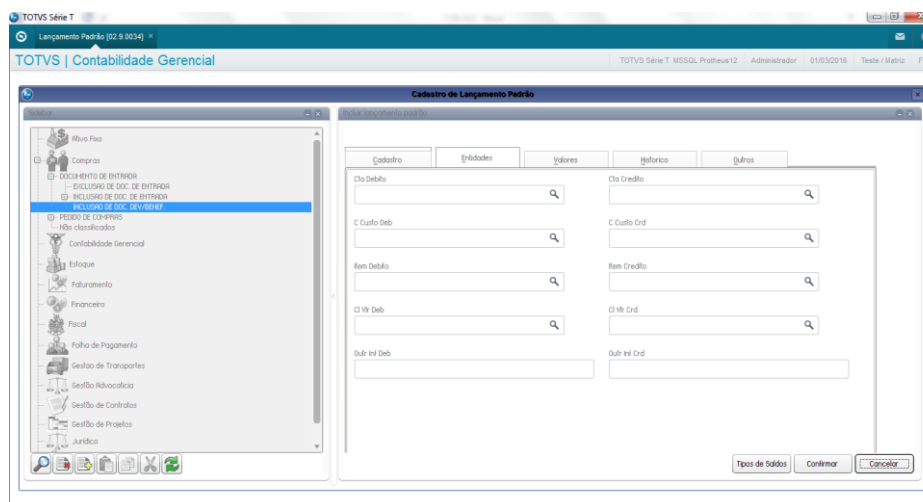 TOTVS Série T
Lançamento Padrão [02.9.0034] ×
TOTVS | Contabilidade Gerencial
TOTVS Série T MSSQL Protheus12 Administrador 01/03/2016 Teste / Matriz F
Cadastro de Lançamento Padrão
Sidebar
Incluir lançamento padrão
Ativo Fixo
Compras
DOCUMENTO DE ENTRADA
EXCLUSAO DE DOC. DE ENTRADA
INCLUSAO DE DOC. DE ENTRADA
INCLUSAO DE DOC. DEV/BENEF.
PEDIDO DE COMPRAS
Não classificados
Contabilidade Gerencial
Estoque
Faturamento
Financeiro
Fiscal
Folha de Pagamento
Gestao de Transportes
Gestão Advocaticia
Gestão de Contratos
Gestão de Projetos
Jurídico
Cadastro Entidades Valores Historico Outros
Cta Debito Cta Credito
C Custo Deb C Custo Crd
Item Debito Item Credito
Cl Vlr Deb Cl Vlr Crd
Outr Inf Deb Outr Inf Crd
Tipos de Saldos Confirmar Cancelar